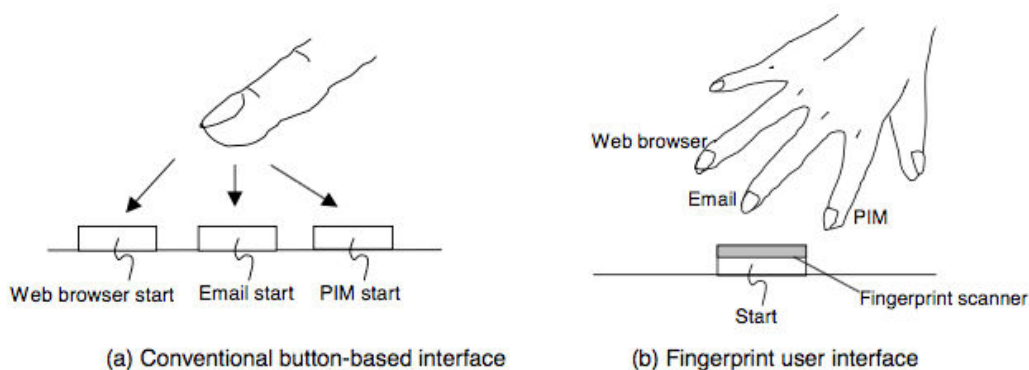 Web browser start
Email start
PIM start
(a) Conventional button-based interface
Web browser
Email
PIM
Fingerprint scanner
Start
(b) Fingerprint user interface